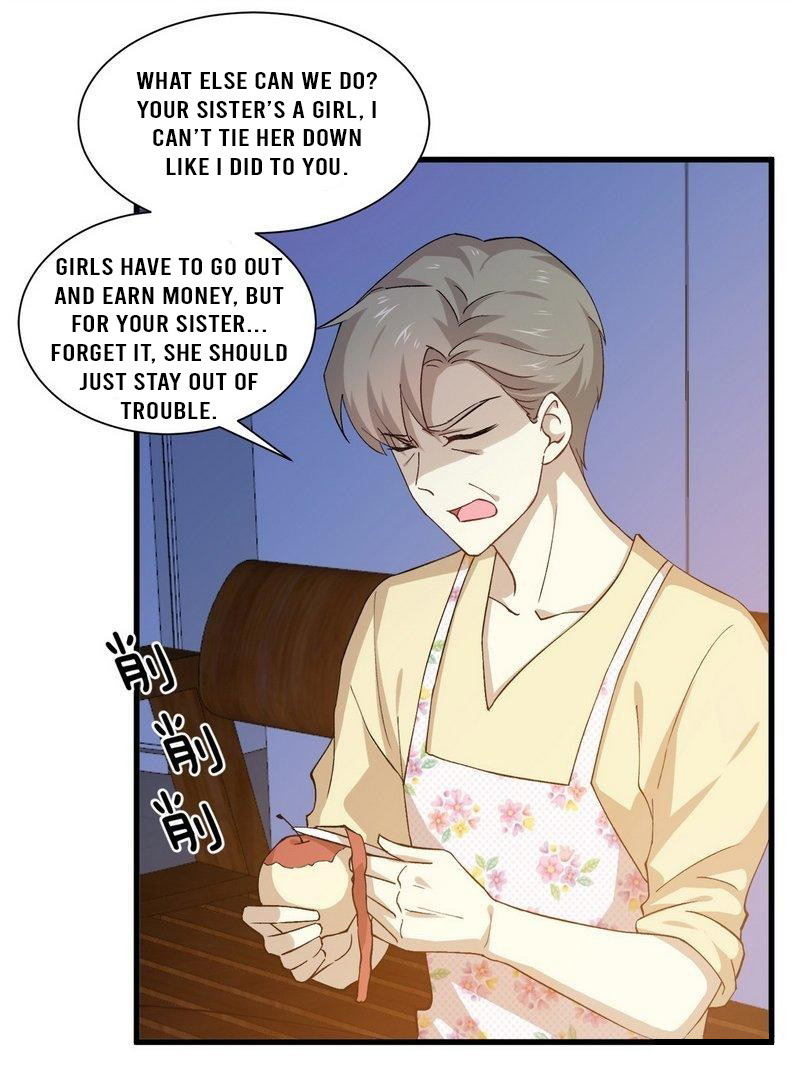 WHAT ELSE CAN WE DO?
YOUR SISTER'S A GIRL, I
CAN'T TIE HER DOWN
LIKE I DID TO YOU.
GIRLS HAVE TO GO OUT
AND EARN MONEY, BUT
FOR YOUR SISTER...
FORGET IT, SHE SHOULD
JUST STAY OUT OF
TROUBLE.
削
削
削